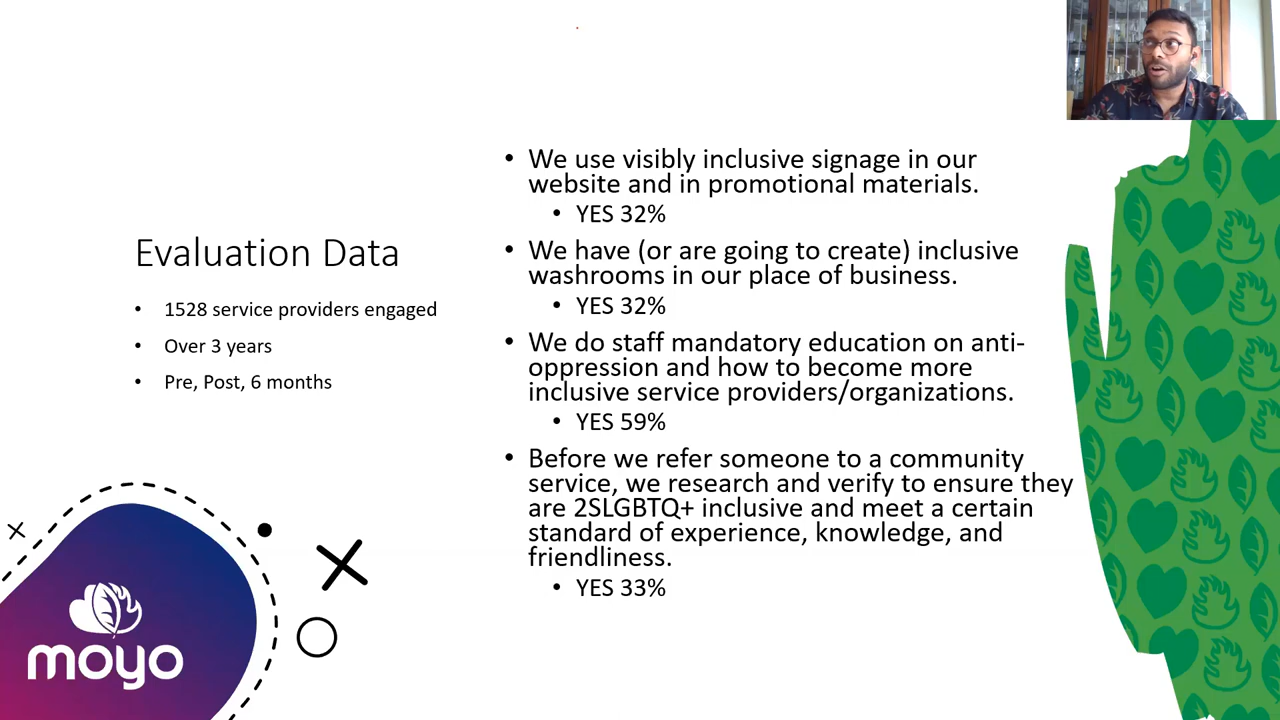 Evaluation Data
• 1528 service providers engaged
• Over 3 years
• Pre, Post, 6 months
• We use visibly inclusive signage in our
website and in promotional materials.
• YES 32%
• We have (or are going to create) inclusive
washrooms in our place of business.
• YES 32%
• We do staff mandatory education on anti-
oppression and how to become more
inclusive service providers/organizations.
• YES 59%
• Before we refer someone to a community
service, we research and verify to ensure they
are 2SLGBTQ+ inclusive and meet a certain
standard of experience, knowledge, and
friendliness.
• YES 33%
moyo